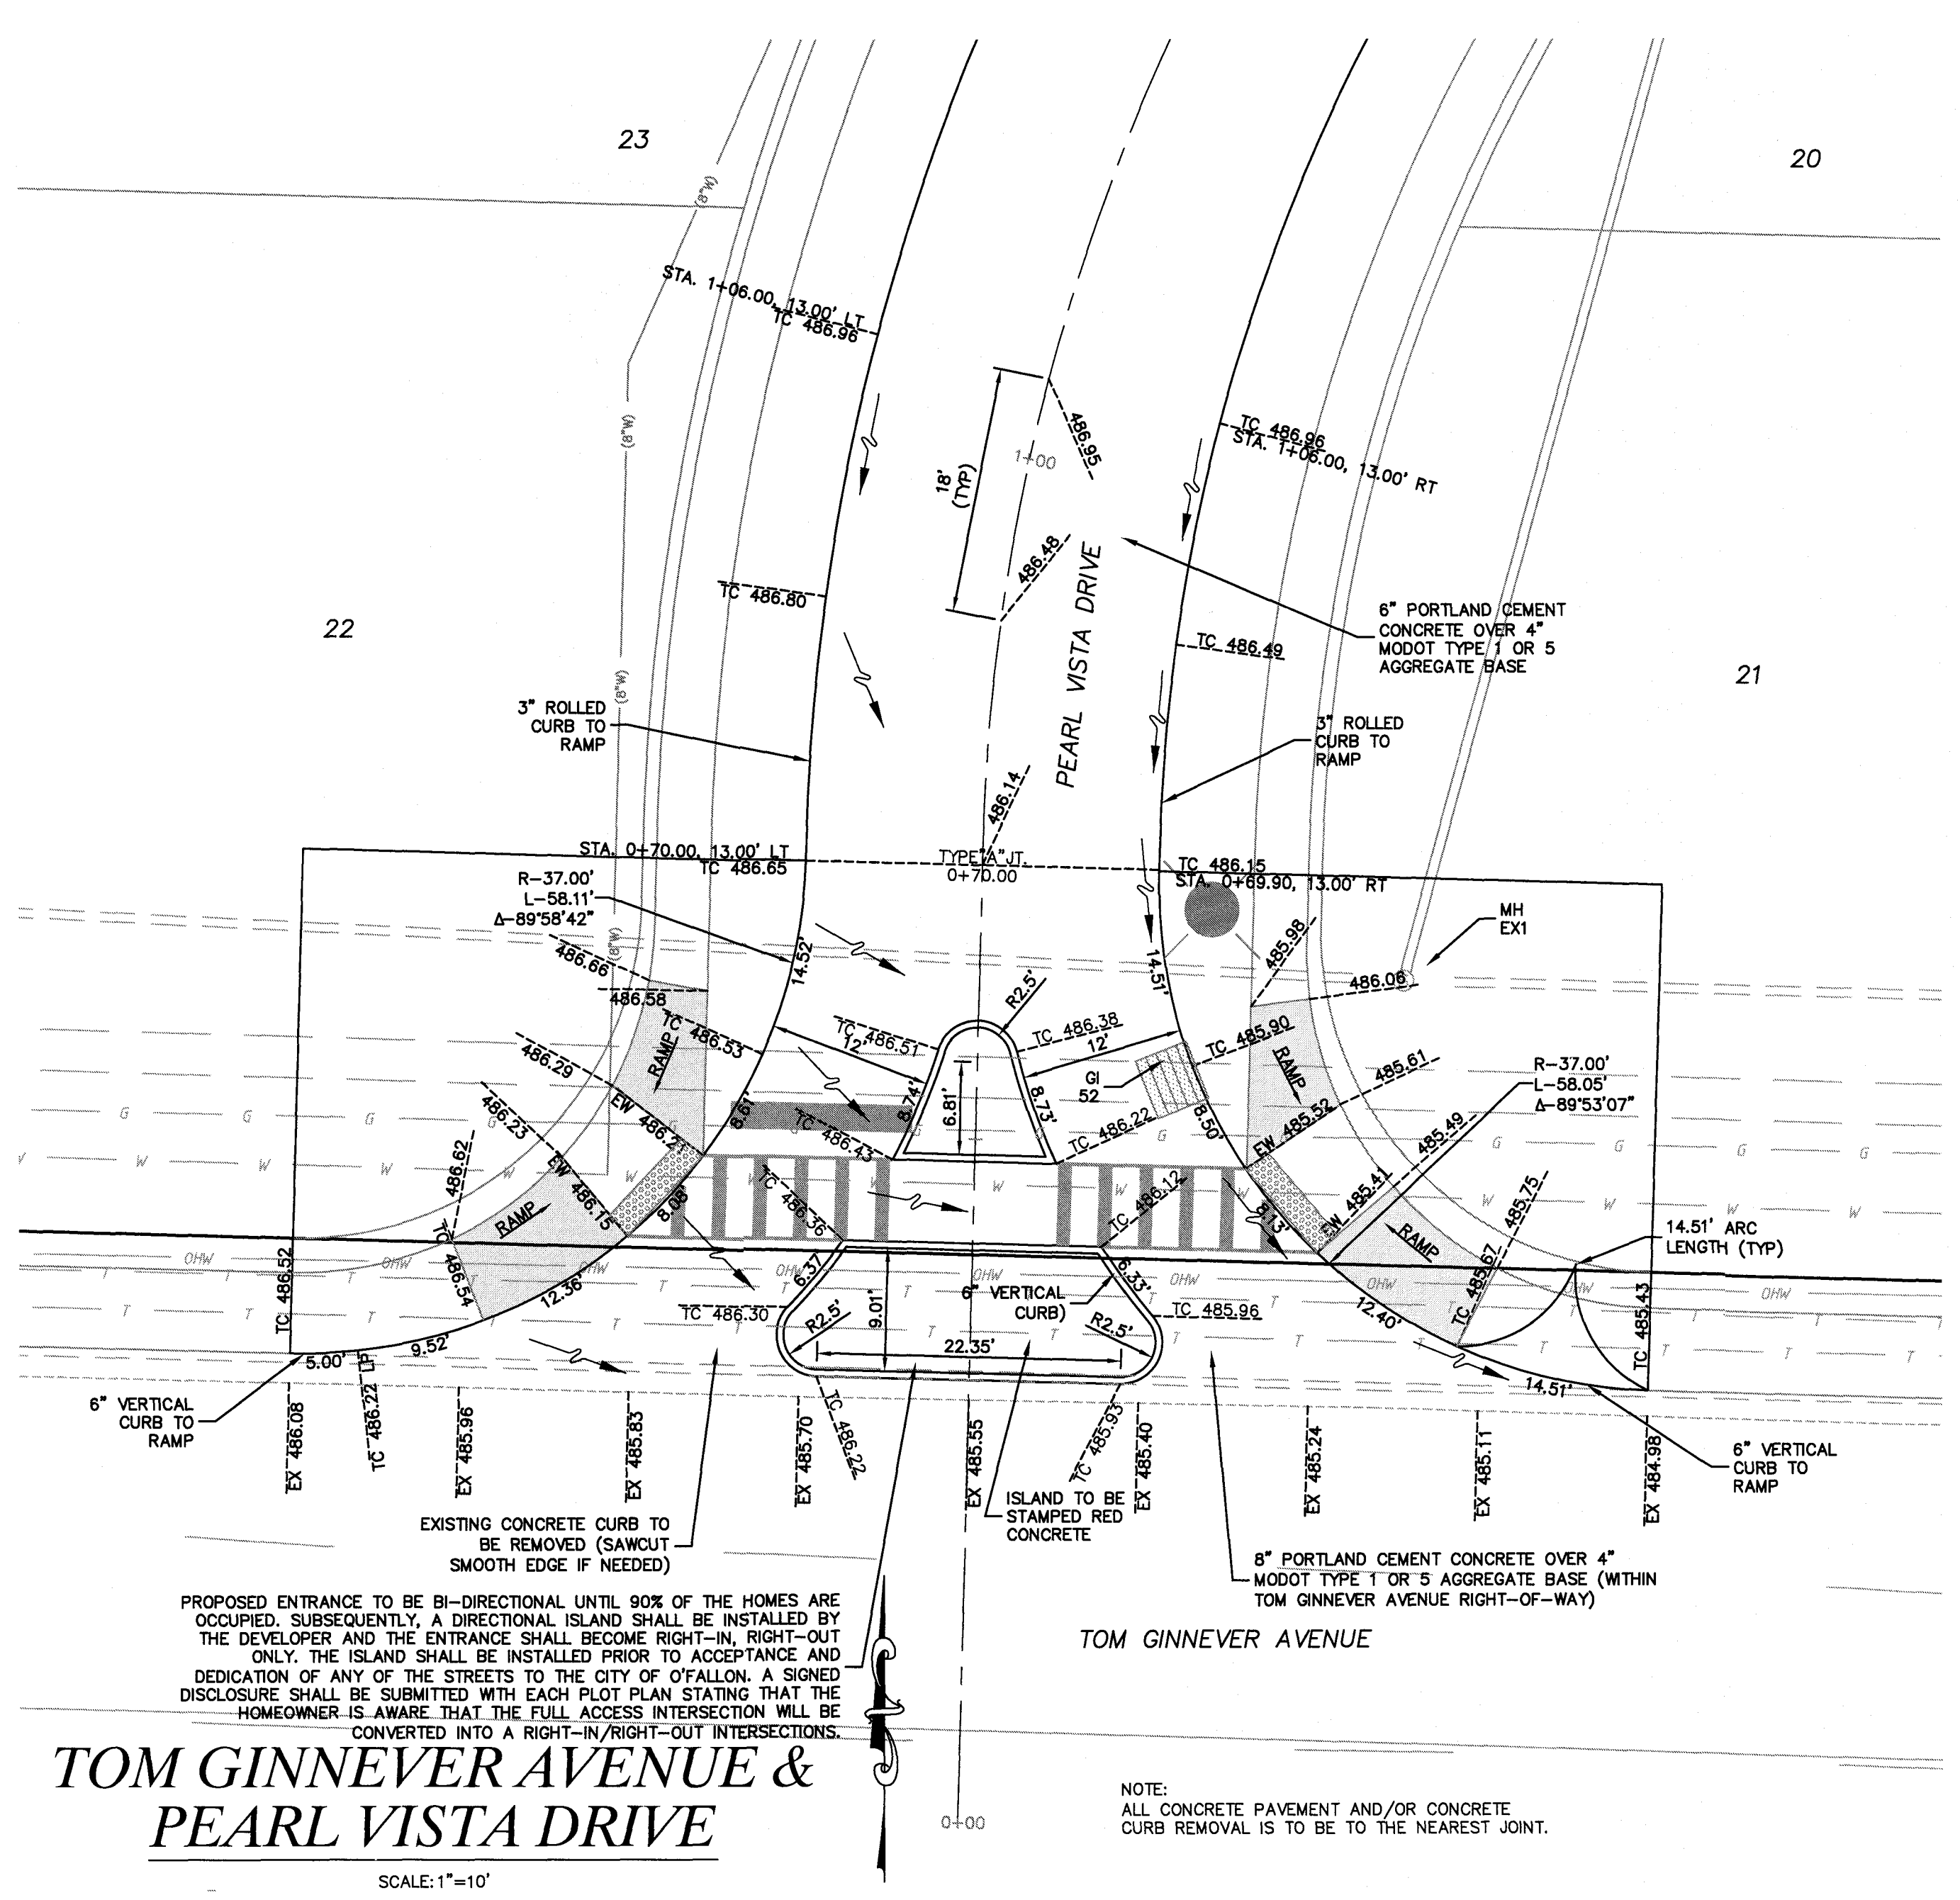 23
20
STA. 1+06.00, 13.00' LT
TC 486.96
486.95
1+00
18'
(TYP)
TC 486.96
STA. 1+06.00, 13.00' RT
(8"W)
(8"W)
(8"W)
(8"W)
486.48
TC 486.80
TC 486.49
PEARL VISTA DRIVE
6" PORTLAND CEMENT
CONCRETE OVER 4"
MODOT TYPE 1 OR 5
AGGREGATE BASE
22
21
3" ROLLED
CURB TO
RAMP
3" ROLLED
CURB TO
RAMP
486.14
STA. 0+70.00, 13.00' LT
TC 486.65
TYPE"A"JT.
0+70.00
TC 486.15
STA. 0+69.90, 13.00' RT
R-37.00'
L-58.11'
Δ-89°58'42"
MH
EX1
486.66
486.58
14.52'
14.51'
485.98
486.06
R2.5'
TC 486.53
12'
TC 486.51
TC 486.38
12'
TC 485.90
RAMP
RAMP
486.29
485.61
GI
52
R-37.00'
L-58.05'
Δ-89°53'07"
EW 486.21
8.61'
8.74'
6.81'
8.73'
8.50'
EW 485.52
486.23
486.62
EW 486.15
TC 486.43
TC 486.22
485.49
EW 485.41
485.75
8.08'
TC 486.36
TC 486.12
8.13'
RAMP
RAMP
14.51' ARC
LENGTH (TYP)
TC 486.52
TC 486.54
12.36'
6.37'
6.33'
TC 485.67
TC 485.43
6" VERTICAL
CURB)
TC 486.30
R2.5'
9.01'
R2.5'
TC 485.96
22.35'
12.40'
5.00'
9.52'
14.51'
G
G
G
G
G
G
G
W
W
W
W
W
W
W
W
W
W
W
W
OHW
OHW
OHW
OHW
OHW
OHW
OHW
OHW
T
T
T
T
T
T
T
T
6" VERTICAL
CURB TO
RAMP
EX 486.08
TC 486.22 LP
EX 485.96
EX 485.83
EX 485.70
TC 486.22
EX 485.55
TC 485.93
EX 485.40
EX 485.24
EX 485.11
EX 484.98
6" VERTICAL
CURB TO
RAMP
ISLAND TO BE
STAMPED RED
CONCRETE
EXISTING CONCRETE CURB TO
BE REMOVED (SAWCUT
SMOOTH EDGE IF NEEDED)
8" PORTLAND CEMENT CONCRETE OVER 4"
MODOT TYPE 1 OR 5 AGGREGATE BASE (WITHIN
TOM GINNEVER AVENUE RIGHT-OF-WAY)
PROPOSED ENTRANCE TO BE BI-DIRECTIONAL UNTIL 90% OF THE HOMES ARE
OCCUPIED. SUBSEQUENTLY, A DIRECTIONAL ISLAND SHALL BE INSTALLED BY
THE DEVELOPER AND THE ENTRANCE SHALL BECOME RIGHT-IN, RIGHT-OUT
ONLY. THE ISLAND SHALL BE INSTALLED PRIOR TO ACCEPTANCE AND
DEDICATION OF ANY OF THE STREETS TO THE CITY OF O'FALLON. A SIGNED
DISCLOSURE SHALL BE SUBMITTED WITH EACH PLOT PLAN STATING THAT THE
HOMEOWNER IS AWARE THAT THE FULL ACCESS INTERSECTION WILL BE
CONVERTED INTO A RIGHT-IN/RIGHT-OUT INTERSECTIONS.
TOM GINNEVER AVENUE
TOM GINNEVER AVENUE &
PEARL VISTA DRIVE
SCALE: 1"=10'
0+00
NOTE:
ALL CONCRETE PAVEMENT AND/OR CONCRETE
CURB REMOVAL IS TO BE TO THE NEAREST JOINT.